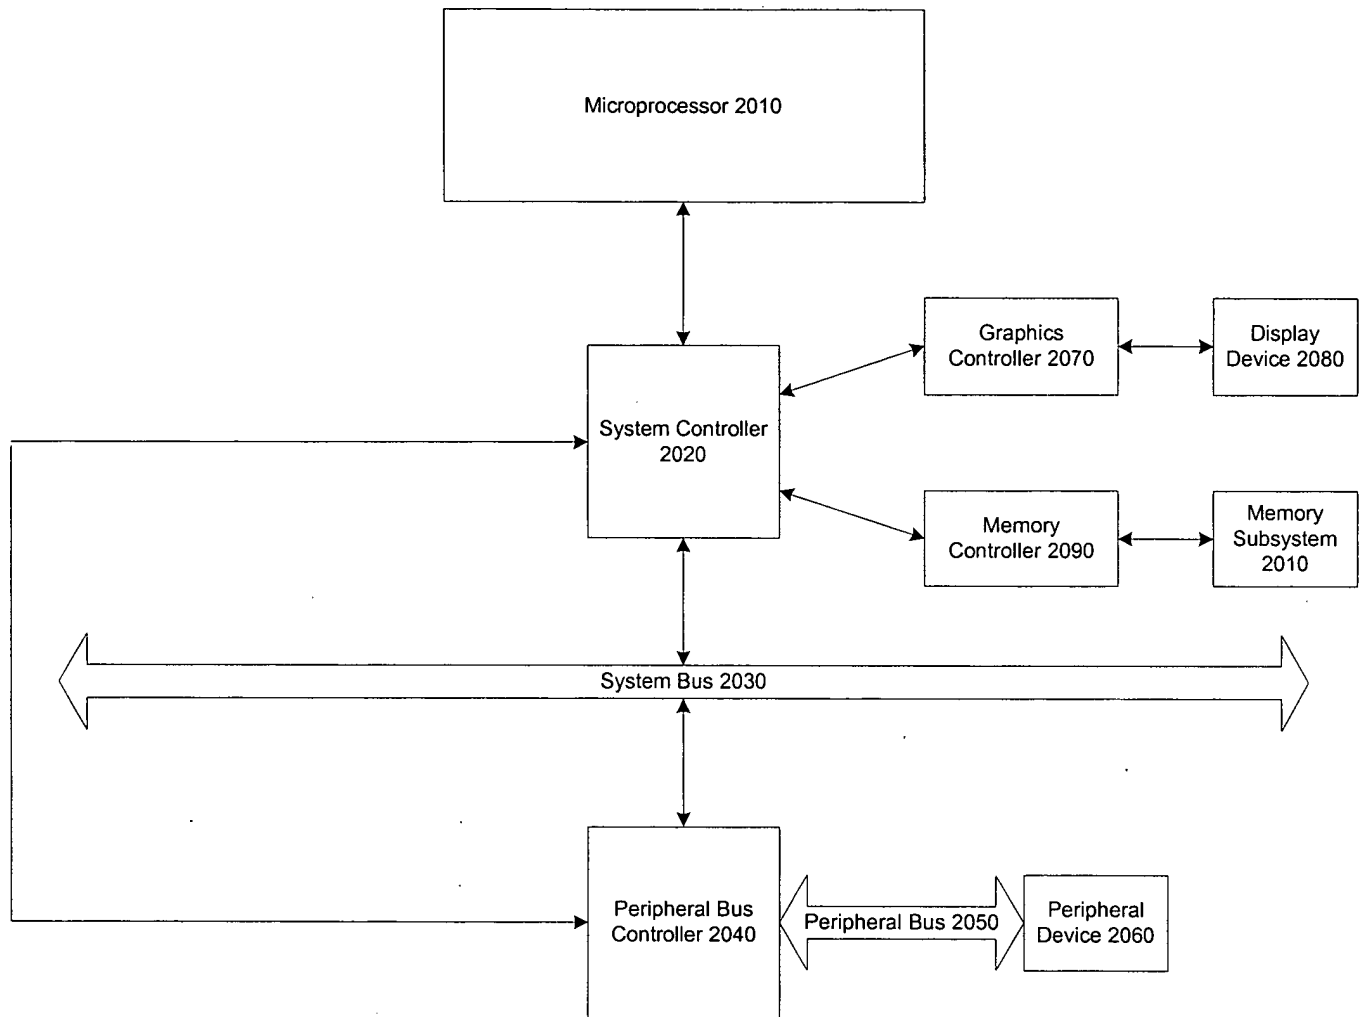 Microprocessor 2010
Graphics
Controller 2070
Display
Device 2080
System Controller
2020
Memory
Controller 2090
Memory
Subsystem
2010
System Bus 2030
Peripheral Bus
Controller 2040
Peripheral Bus 2050
Peripheral
Device 2060